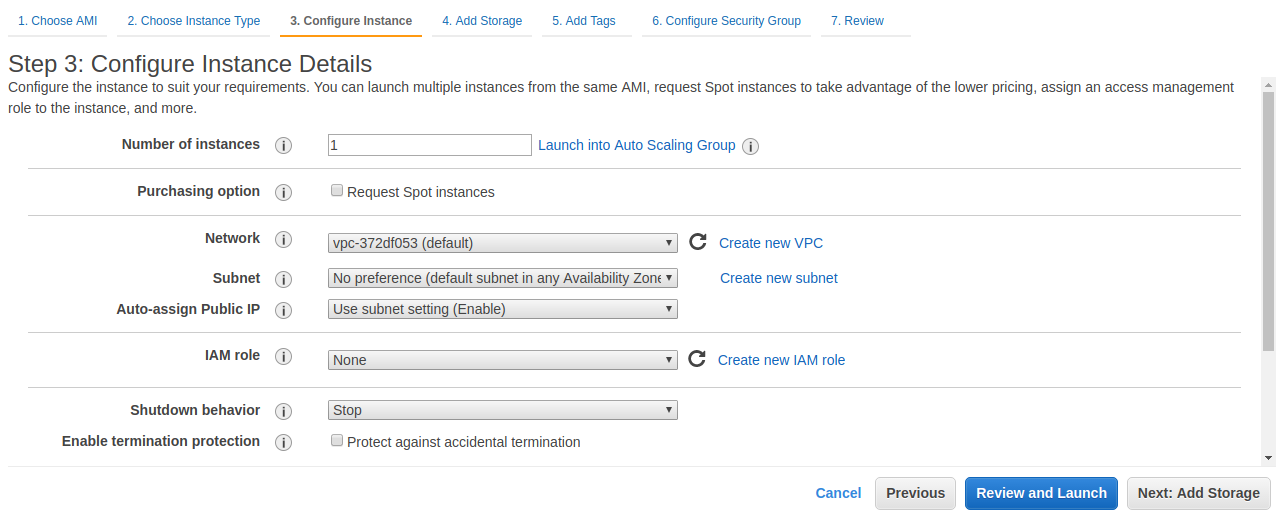 1. Choose AMI 2. Choose Instance Type 3. Configure Instance 4. Add Storage 5. Add Tags 6. Configure Security Group 7. Review
Step 3: Configure Instance Details
Configure the instance to suit your requirements. You can launch multiple instances from the same AMI, request Spot instances to take advantage of the lower pricing, assign an access management
role to the instance, and more.
Number of instances i 1 Launch into Auto Scaling Group i
Purchasing option i Request Spot instances
Network i vpc-372df053 (default) Create new VPC
Subnet i No preference (default subnet in any Availability Zone Create new subnet
Auto-assign Public IP i Use subnet setting (Enable)
IAM role i None Create new IAM role
Shutdown behavior i Stop
Enable termination protection i Protect against accidental termination
Cancel Previous Review and Launch Next: Add Storage